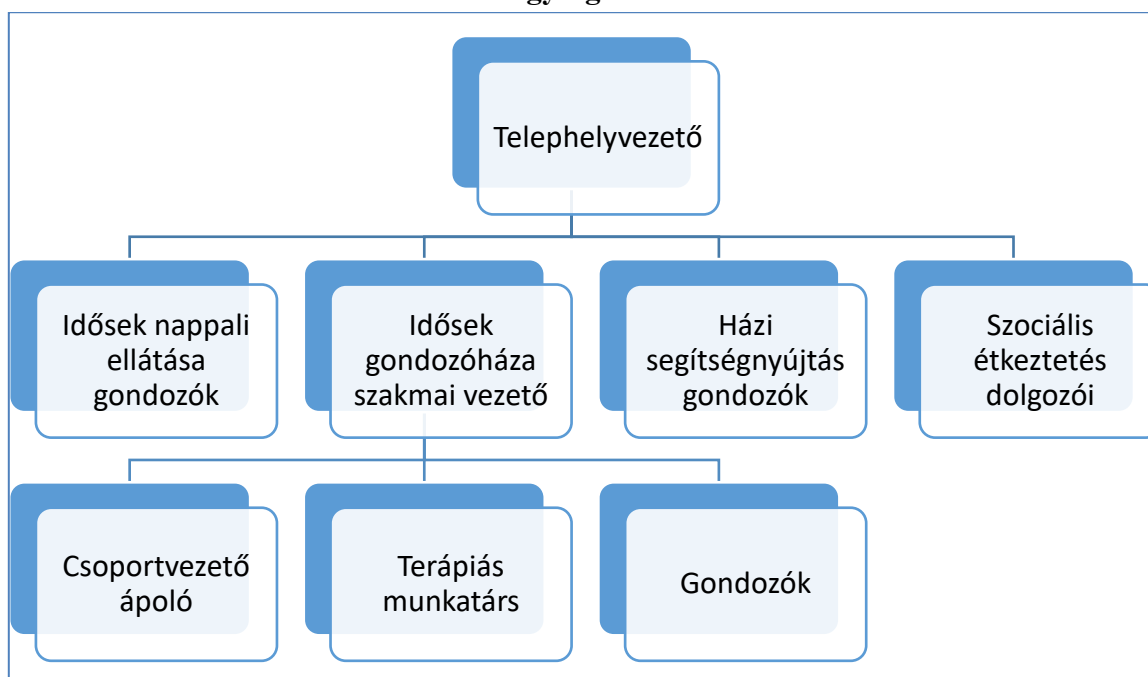 Telephelyvezető
Idősek nappali
ellátása
gondozók
Idősek
gondozóháza
szakmai vezető
Házi
segítségnyújtás
gondozók
Szociális
étkeztetés
dolgozói
Csoportvezető
ápoló
Terápiás
munkatárs
Gondozók